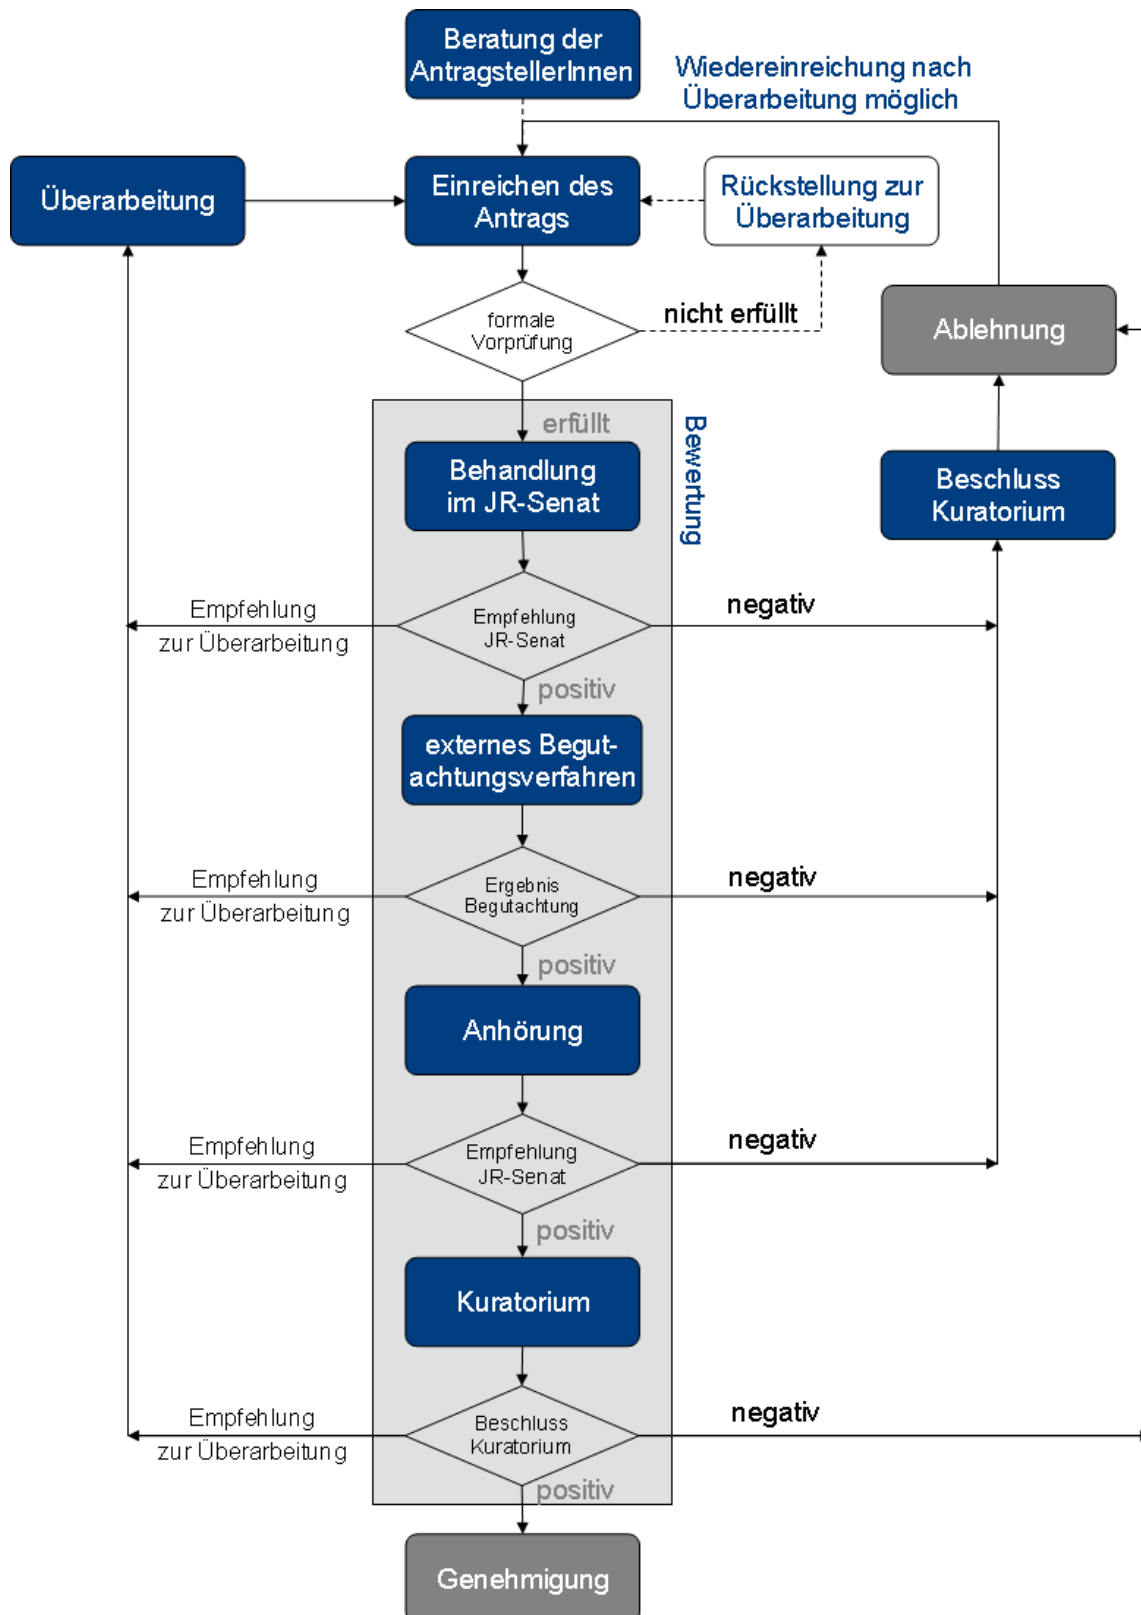 Beratung der
AntragstellerInnen
Wiedereinreichung nach
Überarbeitung möglich
Überarbeitung
Einreichen des
Antrags
Rückstellung zur
Überarbeitung
formale
Vorprüfung
nicht erfüllt
Ablehnung
erfüllt
Bewertung
Behandlung
im JR-Senat
Beschluss
Kuratorium
Empfehlung
zur Überarbeitung
Empfehlung
JR-Senat
negativ
positiv
externes Begut-
achtungsverfahren
Empfehlung
zur Überarbeitung
Ergebnis
Begutachtung
negativ
positiv
Anhörung
Empfehlung
zur Überarbeitung
Empfehlung
JR-Senat
negativ
positiv
Kuratorium
Empfehlung
zur Überarbeitung
Beschluss
Kuratorium
negativ
positiv
Genehmigung